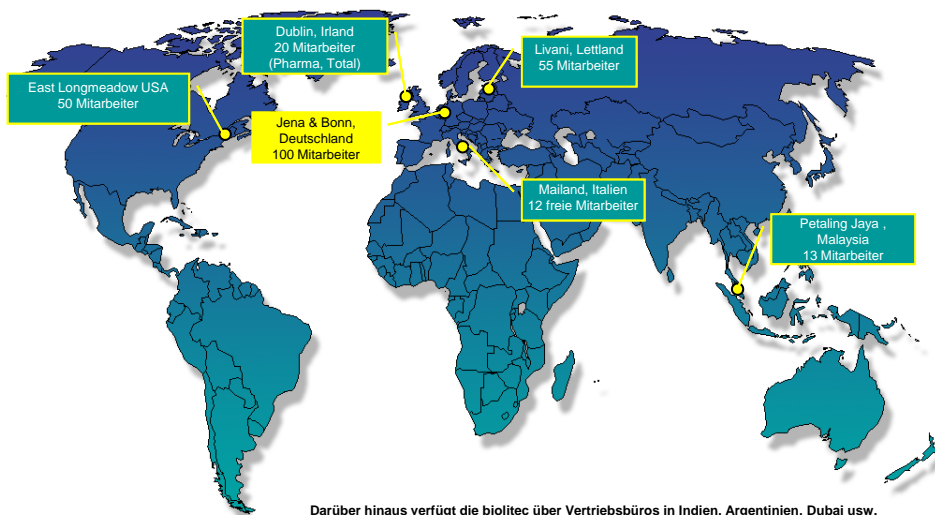 Dublin, Irland
20 Mitarbeiter
(Pharma, Total)
Livani, Lettland
55 Mitarbeiter
East Longmeadow USA
50 Mitarbeiter
Jena & Bonn,
Deutschland
100 Mitarbeiter
Mailand, Italien
12 freie Mitarbeiter
Petaling Jaya ,
Malaysia
13 Mitarbeiter
Darüber hinaus verfügt die biolitec über Vertriebsbüros in Indien, Argentinien, Dubai usw.